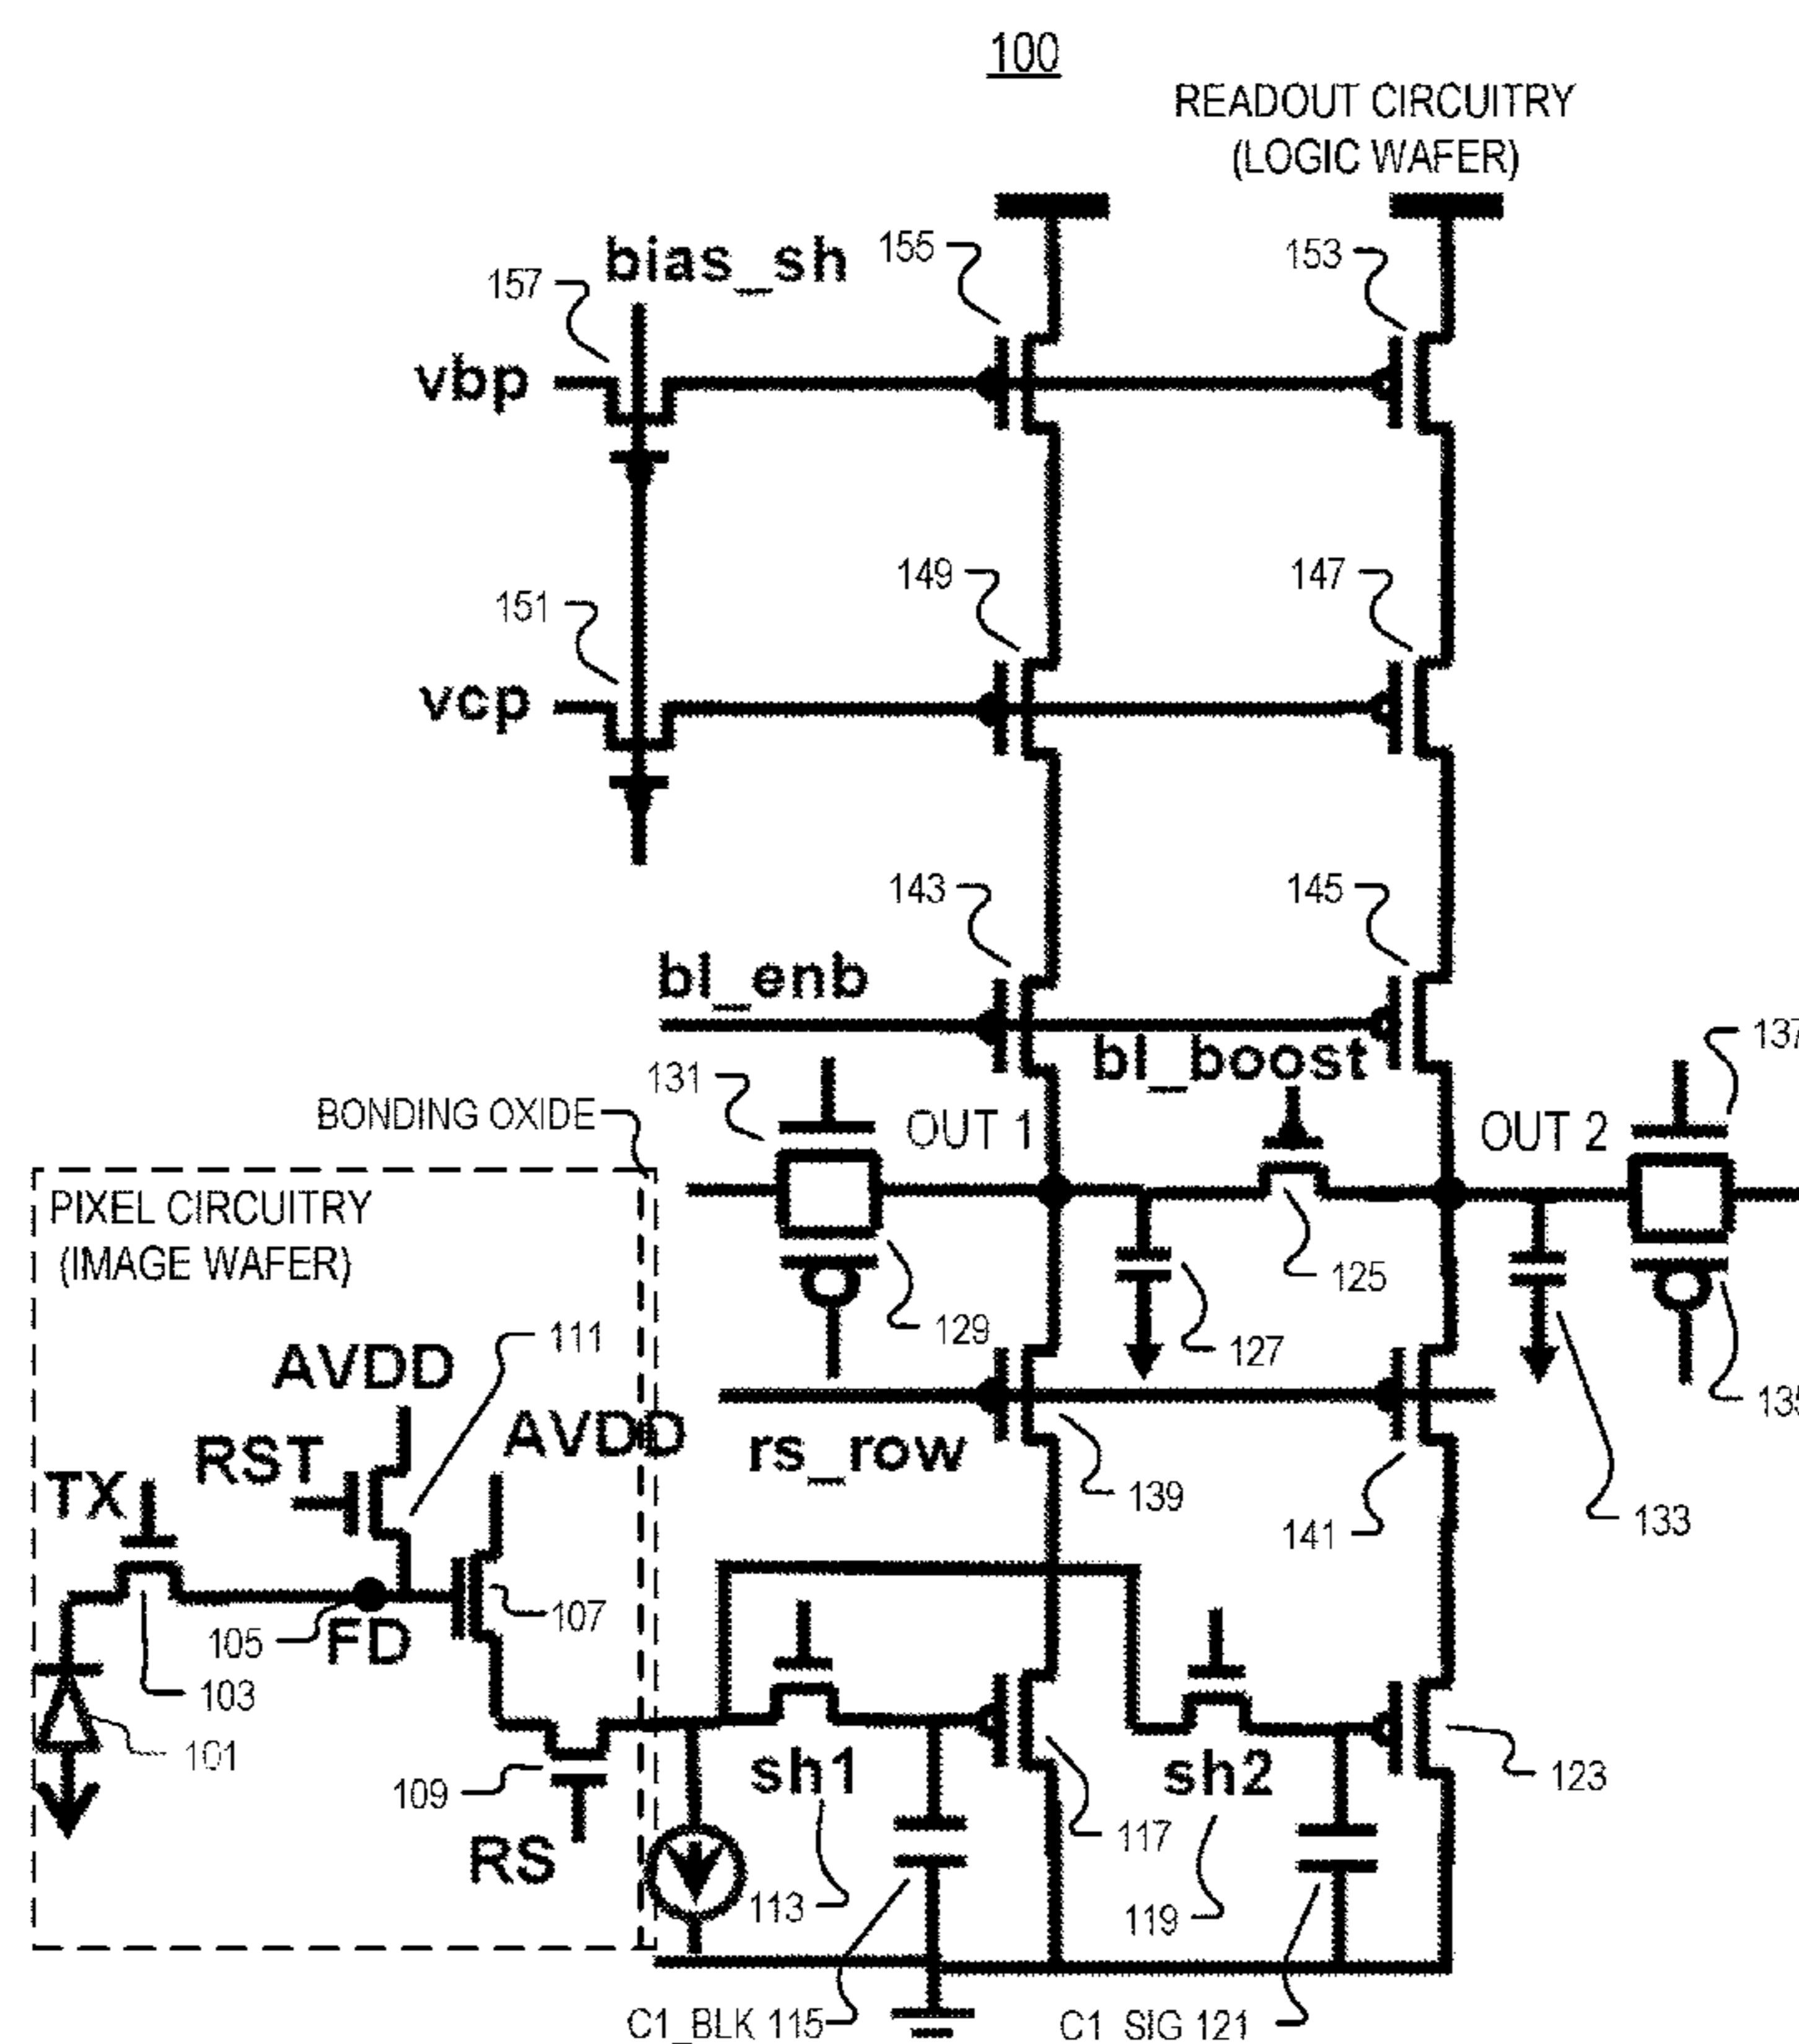 100
READOUT CIRCUITRY
(LOGIC WAFER)
155
153
bias_sh
157
vbp
149
147
151
vcp
143
145
bl_enb
bl_boost
137
131
BONDING OXIDE
OUT 1
OUT 2
PIXEL CIRCUITRY
(IMAGE WAFER)
125
129
127
111
AVDD
135
AVDD
RST
rs_row
TX
139
133
141
107
105
FD
103
101
sh1
sh2
123
109
117
RS
113
119
C1_BLK 115
C1_SIG 121